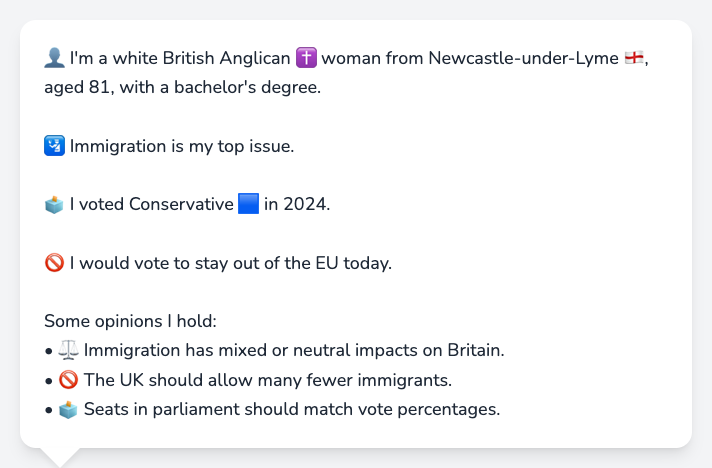 👤 I'm a white British Anglican ✝️ woman from Newcastle-under-Lyme 🏴󠁧󠁢󠁥󠁮󠁧󠁿,
aged 81, with a bachelor's degree.
🛂 Immigration is my top issue.
🗳️ I voted Conservative 🟦 in 2024.
🚫 I would vote to stay out of the EU today.
Some opinions I hold:
• ⚖️ Immigration has mixed or neutral impacts on Britain.
• 🚫 The UK should allow many fewer immigrants.
• 🗳️ Seats in parliament should match vote percentages.